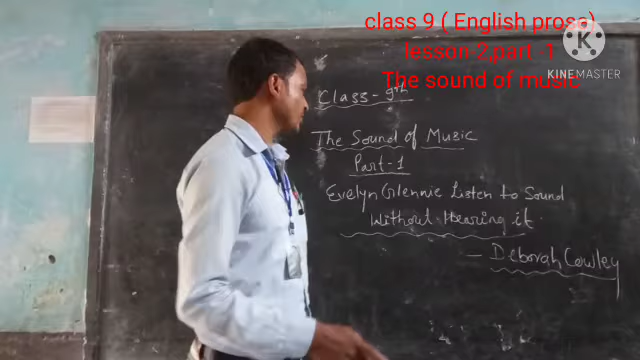 class 9 ( English prose)
lesson-2,part -1
The sound of music
KINEMASTER
Class - 9th
The Sound of Music
Part-1
Evelyn Glennie Listen to Sound
Without Hearing it.
- Deborah Cowley